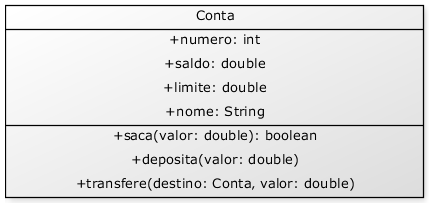 Conta
+numero: int
+saldo: double
+limite: double
+nome: String
+saca(valor: double): boolean
+deposita(valor: double)
+transfere(destino: Conta, valor: double)